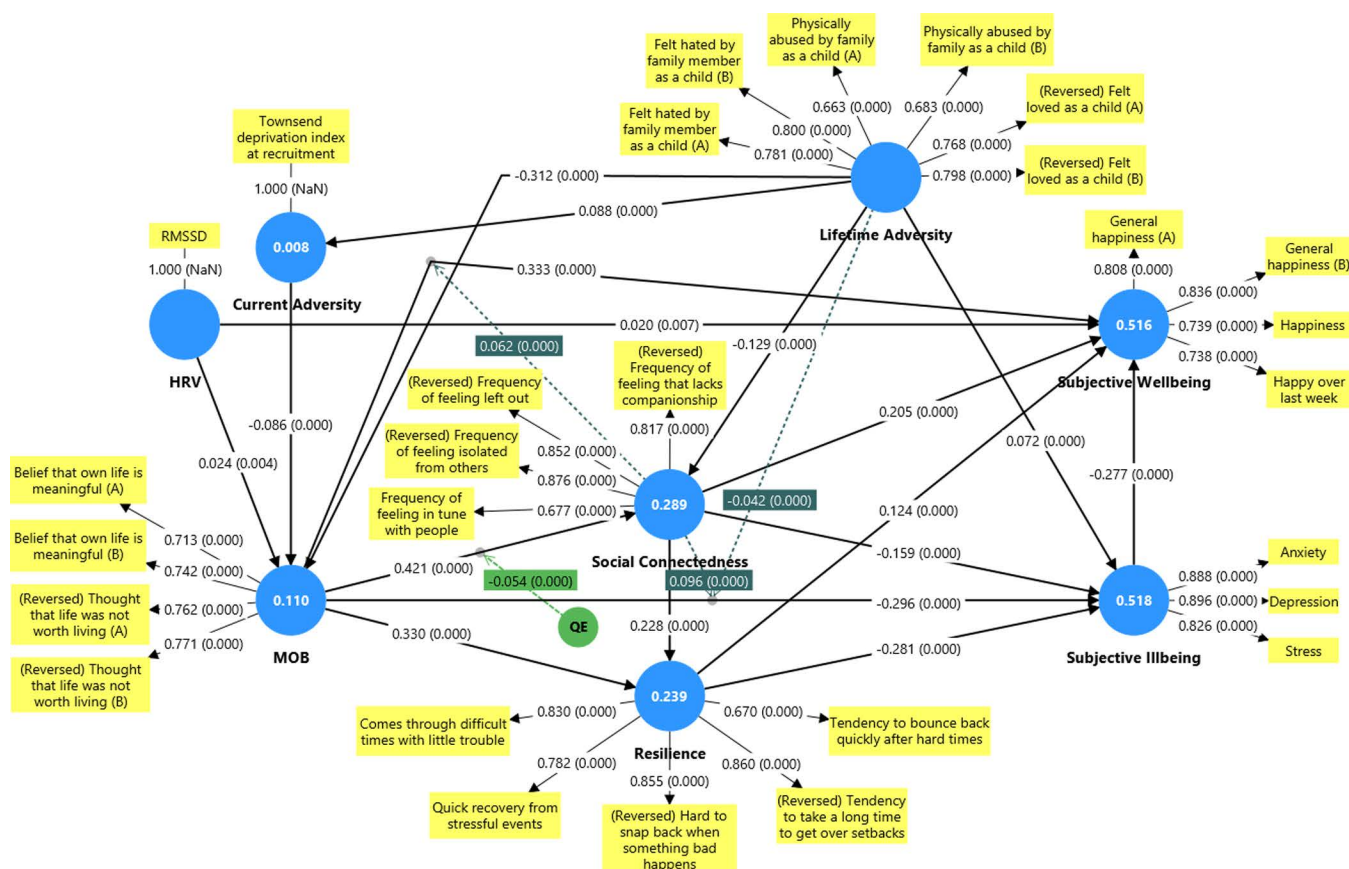 Physically
abused by family
as a child (A)
Physically abused by
family as a child (B)
Felt hated by
family member
as a child (B)
(Reversed) Felt
loved as a child (A)
Felt hated by
family member
as a child (A)
(Reversed) Felt
loved as a child (B)
0.663 (0.000)
0.683 (0.000)
0.800 (0.000)
0.768 (0.000)
0.781 (0.000)
0.798 (0.000)
Lifetime Adversity
Townsend
deprivation index
at recruitment
1.000 (NaN)
0.008
Current Adversity
RMSSD
1.000 (NaN)
HRV
-0.312 (0.000)
0.088 (0.000)
0.333 (0.000)
0.020 (0.007)
0.062 (0.000)
-0.129 (0.000)
General
happiness (A)
General
happiness (B)
Happiness
Happy over
last week
0.808 (0.000)
0.836 (0.000)
0.739 (0.000)
0.738 (0.000)
0.516
Subjective Wellbeing
(Reversed)
Frequency of
feeling that lacks
companionship
(Reversed) Frequency
of feeling left out
(Reversed) Frequency
of feeling isolated
from others
Frequency of
feeling in tune
with people
0.817 (0.000)
0.852 (0.000)
0.876 (0.000)
0.677 (0.000)
0.289
Social Connectedness
0.205 (0.000)
0.072 (0.000)
-0.277 (0.000)
-0.086 (0.000)
0.024 (0.004)
-0.042 (0.000)
0.124 (0.000)
-0.159 (0.000)
0.421 (0.000)
-0.054 (0.000)
0.096 (0.000)
-0.296 (0.000)
QE
0.228 (0.000)
0.330 (0.000)
-0.281 (0.000)
Belief that own life is
meaningful (A)
Belief that own life is
meaningful (B)
(Reversed) Thought
that life was not
worth living (A)
(Reversed) Thought
that life was not
worth living (B)
0.713 (0.000)
0.742 (0.000)
0.762 (0.000)
0.771 (0.000)
0.110
MOB
Anxiety
Depression
Stress
0.888 (0.000)
0.896 (0.000)
0.826 (0.000)
0.518
Subjective Illbeing
0.239
Resilience
0.830 (0.000)
0.782 (0.000)
0.855 (0.000)
0.860 (0.000)
0.670 (0.000)
Comes through difficult
times with little trouble
Quick recovery from
stressful events
(Reversed) Hard to
snap back when
something bad
happens
(Reversed) Tendency
to take a long time
to get over setbacks
Tendency to bounce back
quickly after hard times